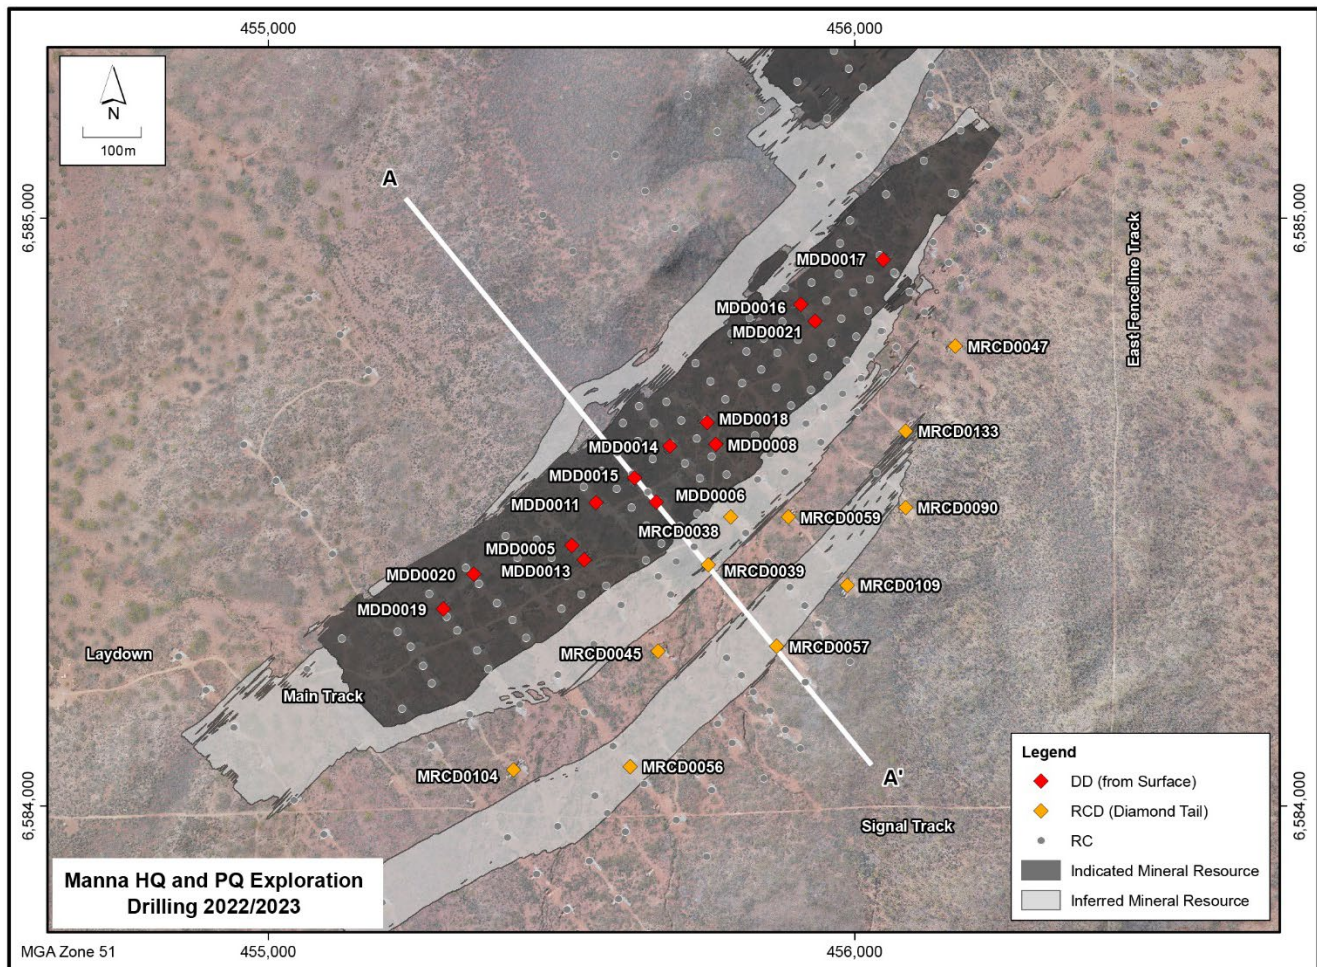 455,000
456,000
N
100m
A
6,585,000
6,585,000
East Fenceline Track
MDD0017
MDD0016
MDD0021
MRCD0047
MDD0018
MRCD0133
MDD0014
MDD0008
MDD0015
MDD0011
MDD0006
MRCD0090
MRCD0038
MRCD0059
MDD0005
MDD0013
MRCD0039
MDD0020
MRCD0109
MDD0019
Laydown
MRCD0045
MRCD0057
Main Track
MRCD0104
MRCD0056
A'
6,584,000
6,584,000
Signal Track
Legend
DD (from Surface)
RCD (Diamond Tail)
RC
Indicated Mineral Resource
Inferred Mineral Resource
Manna HQ and PQ Exploration
Drilling 2022/2023
MGA Zone 51
455,000
456,000